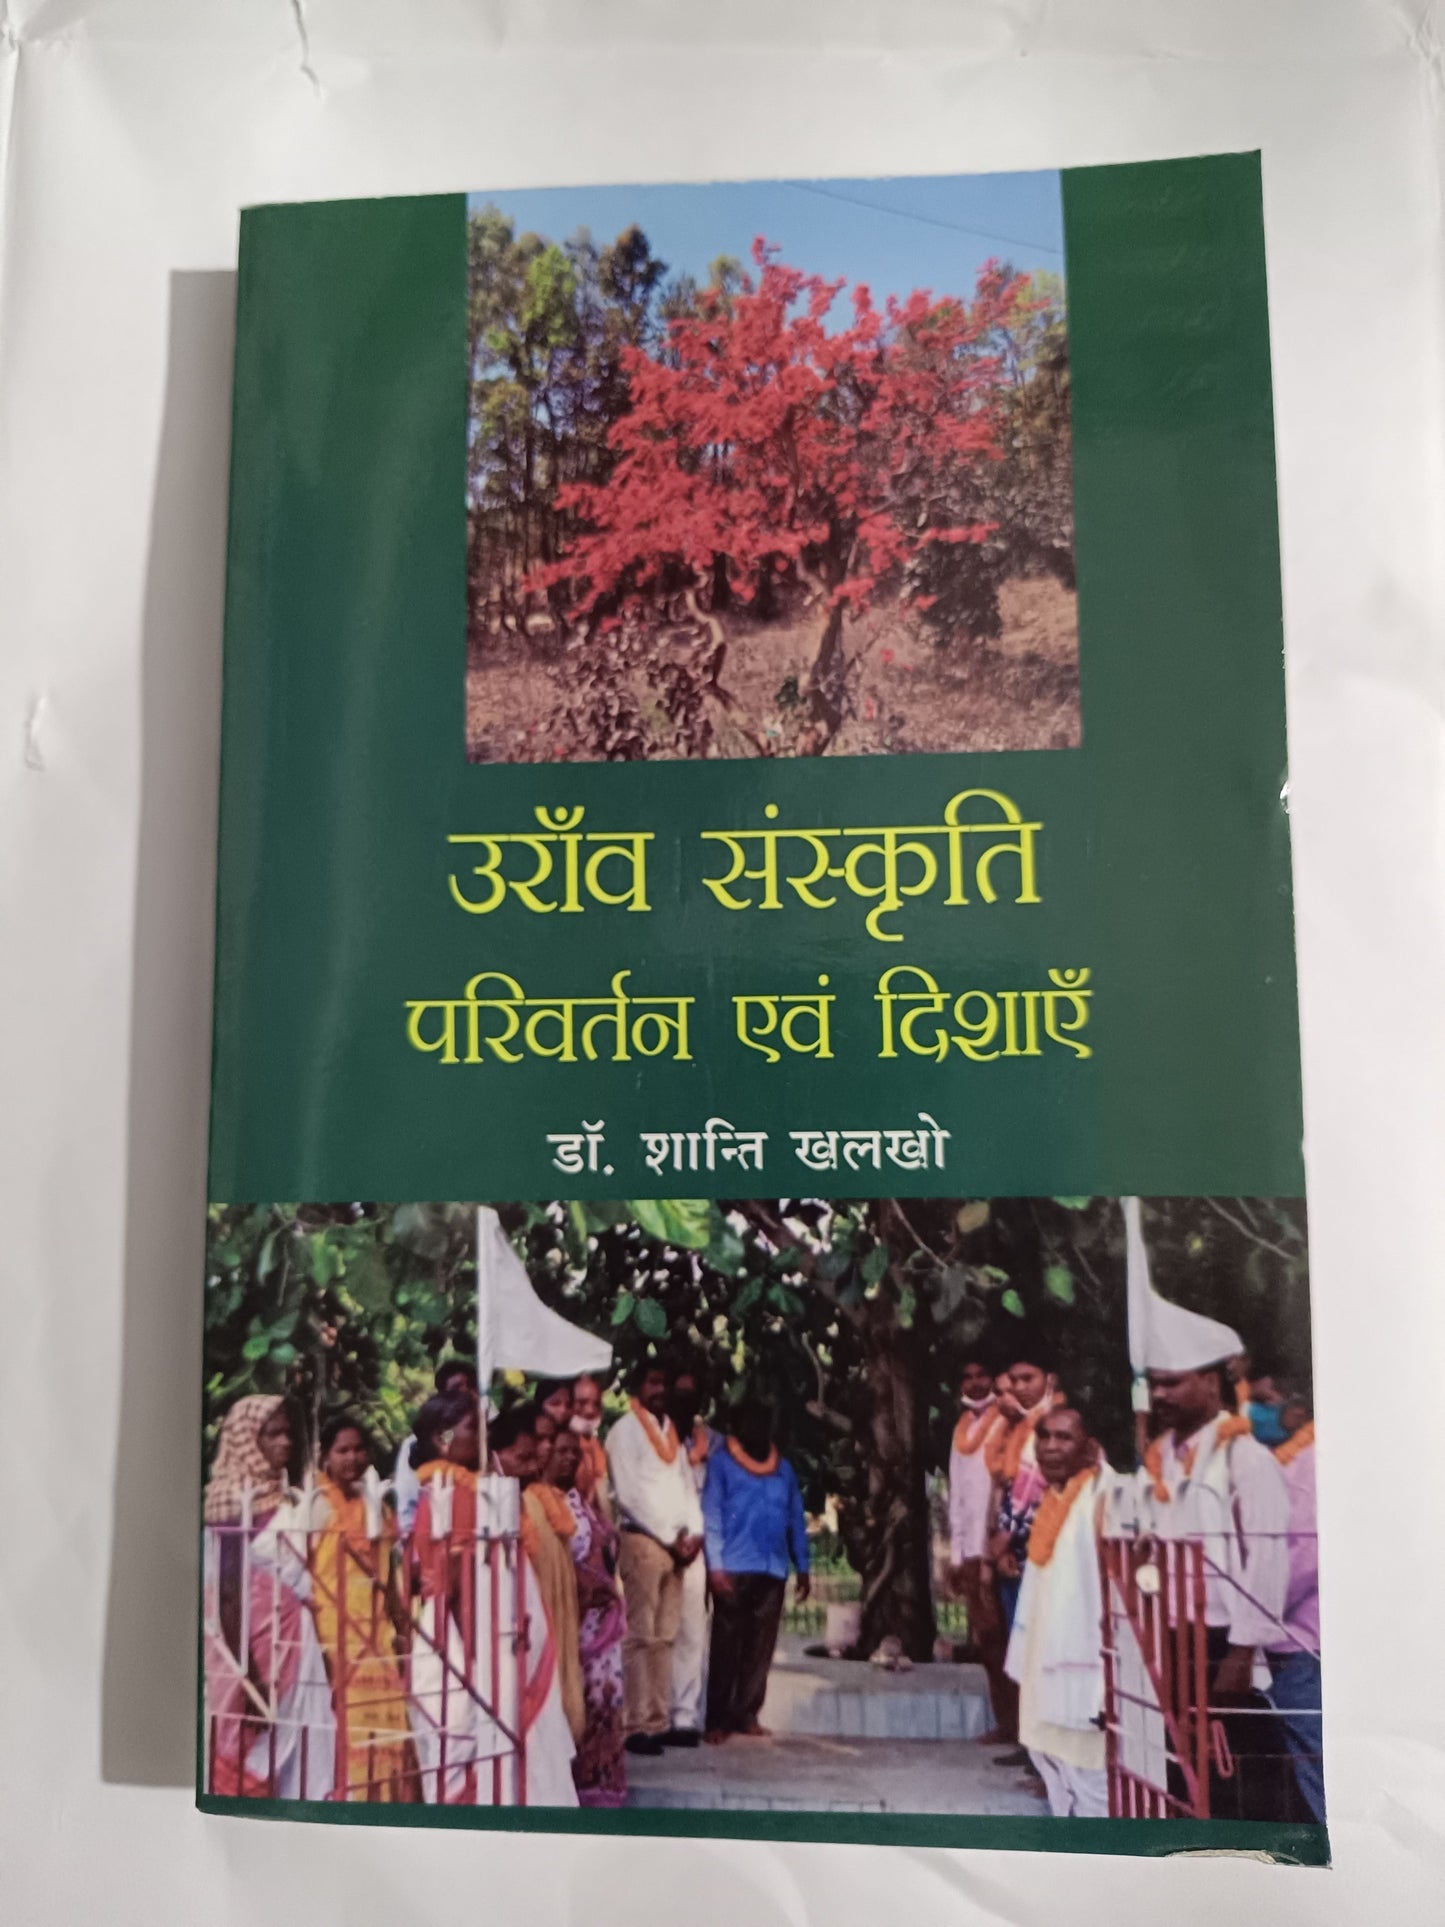 उराँव संस्कृति
परिवर्तन एवं दिशाएँ
डॉ. शान्ति खलखो